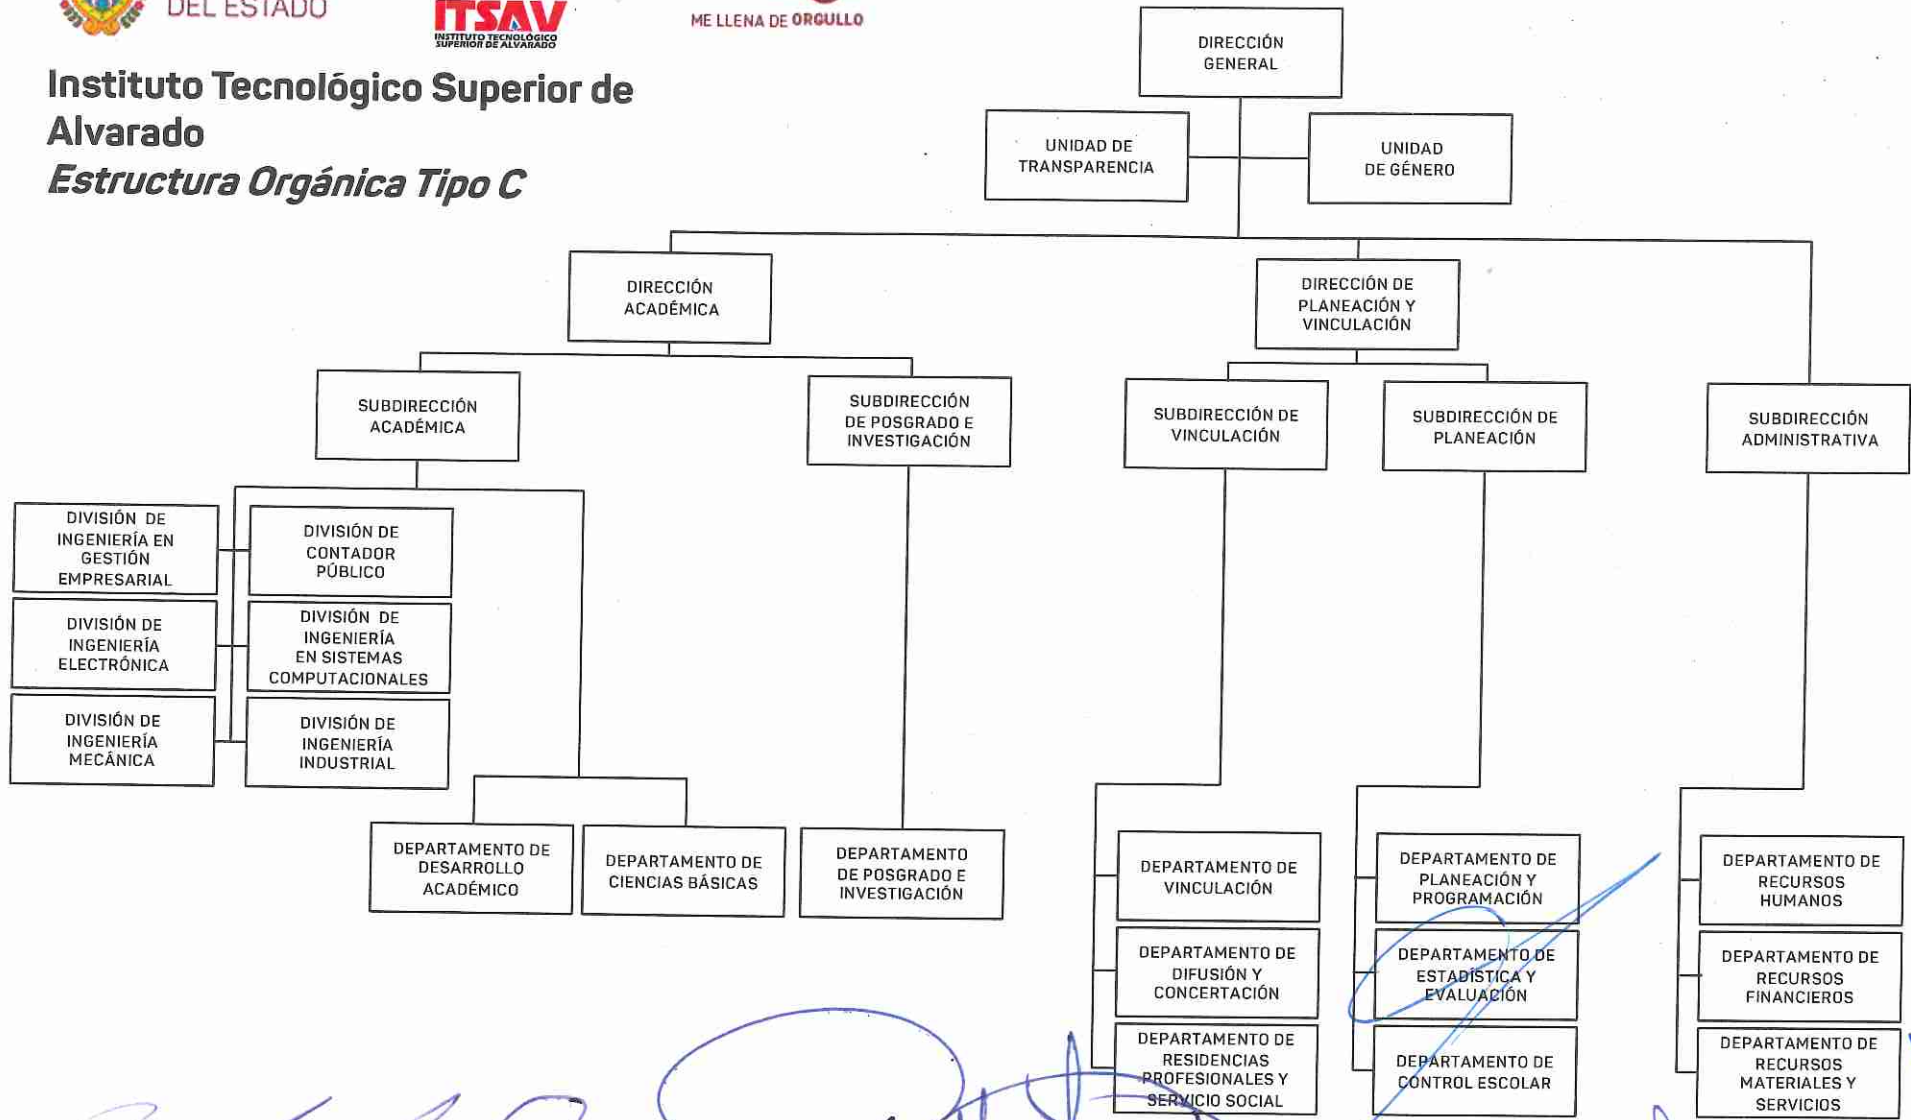 DEL ESTADO
ITSAV
INSTITUTO TECNOLÓGICO
SUPERIOR DE ALVARADO
ME LLENA DE ORGULLO
Instituto Tecnológico Superior de
Alvarado
Estructura Orgánica Tipo C
DIRECCIÓN
GENERAL
UNIDAD DE
TRANSPARENCIA
UNIDAD
DE GÉNERO
DIRECCIÓN
ACADÉMICA
DIRECCIÓN DE
PLANEACIÓN Y
VINCULACIÓN
SUBDIRECCIÓN
ACADÉMICA
SUBDIRECCIÓN
DE POSGRADO E
INVESTIGACIÓN
SUBDIRECCIÓN DE
VINCULACIÓN
SUBDIRECCIÓN DE
PLANEACIÓN
SUBDIRECCIÓN
ADMINISTRATIVA
DIVISIÓN DE
INGENIERÍA EN
GESTIÓN
EMPRESARIAL
DIVISIÓN DE
CONTADOR
PÚBLICO
DIVISIÓN DE
INGENIERÍA
ELECTRÓNICA
DIVISIÓN DE
INGENIERÍA
EN SISTEMAS
COMPUTACIONALES
DIVISIÓN DE
INGENIERÍA
MECÁNICA
DIVISIÓN DE
INGENIERÍA
INDUSTRIAL
DEPARTAMENTO DE
DESARROLLO
ACADÉMICO
DEPARTAMENTO DE
CIENCIAS BÁSICAS
DEPARTAMENTO
DE POSGRADO E
INVESTIGACIÓN
DEPARTAMENTO DE
VINCULACIÓN
DEPARTAMENTO DE
PLANEACIÓN Y
PROGRAMACIÓN
DEPARTAMENTO DE
RECURSOS
HUMANOS
DEPARTAMENTO DE
DIFUSIÓN Y
CONCERTACIÓN
DEPARTAMENTO DE
ESTADÍSTICA Y
EVALUACIÓN
DEPARTAMENTO DE
RECURSOS
FINANCIEROS
DEPARTAMENTO DE
RESIDENCIAS
PROFESIONALES Y
SERVICIO SOCIAL
DEPARTAMENTO DE
CONTROL ESCOLAR
DEPARTAMENTO DE
RECURSOS
MATERIALES Y
SERVICIOS